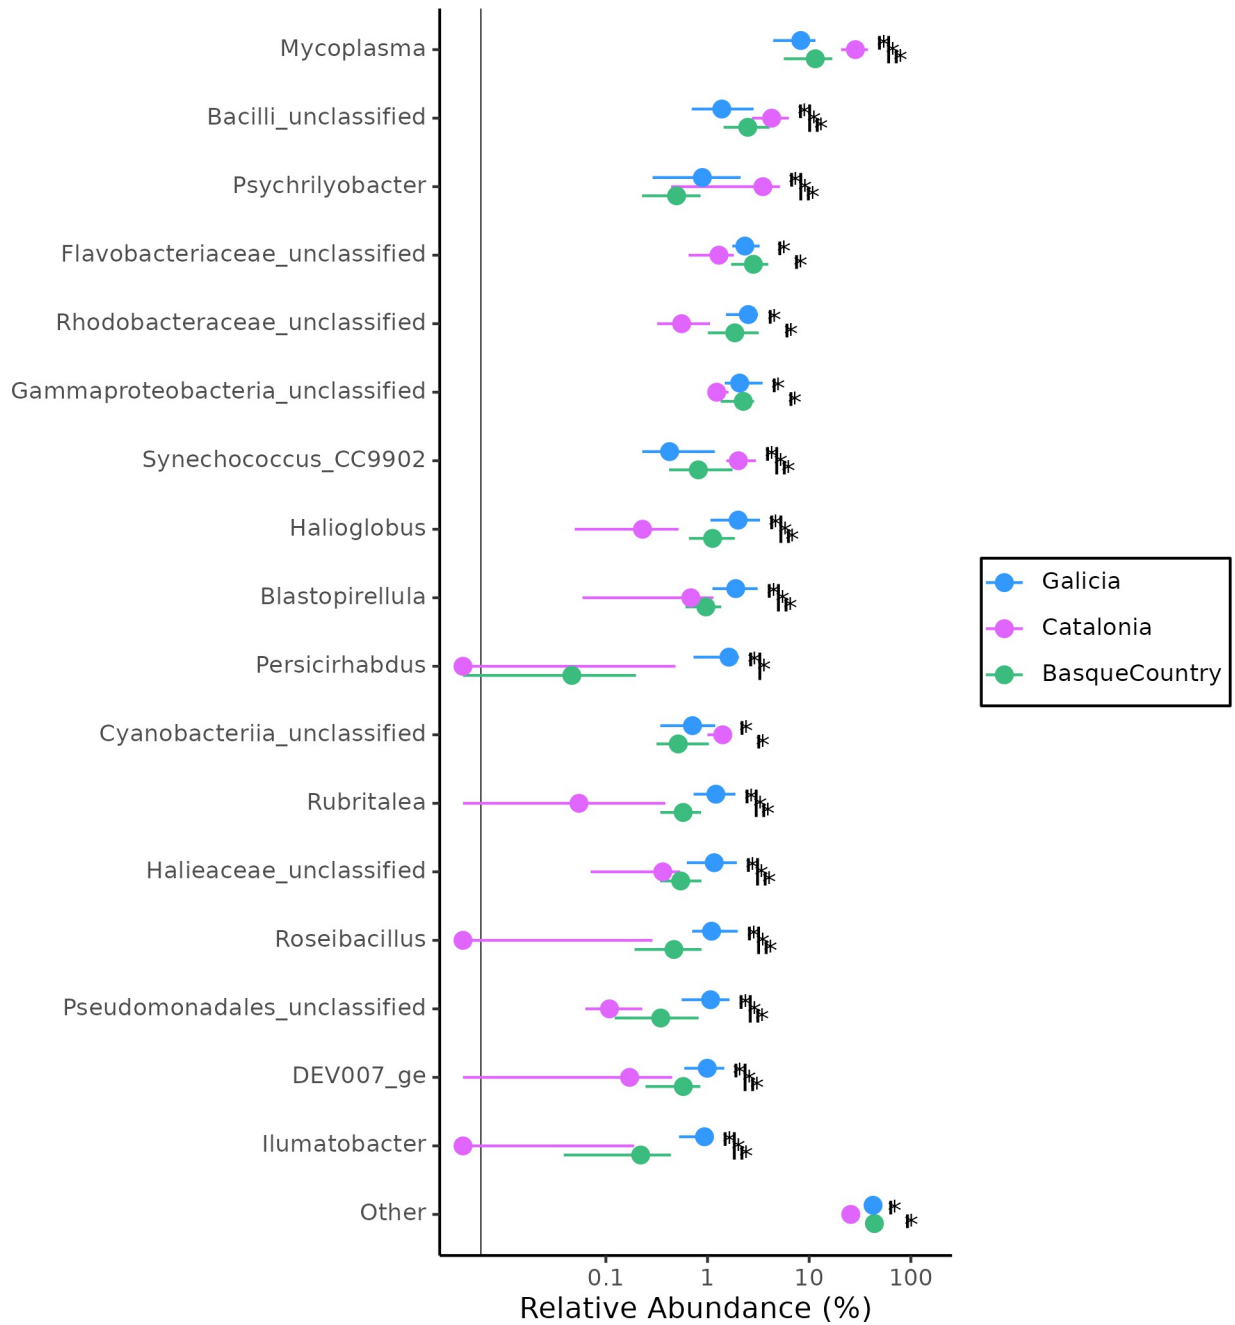 Mycoplasma
Bacilli_unclassified
Psychrilyobacter
Flavobacteriaceae_unclassified
Rhodobacteraceae_unclassified
Gammaproteobacteria_unclassified
Synechococcus_CC9902
Halioglobus
Blastopirellula
Persicirhabdus
Cyanobacteriia_unclassified
Rubritalea
Halieaceae_unclassified
Roseibacillus
Pseudomonadales_unclassified
DEV007_ge
Ilumatobacter
Other
0.1 1 10 100
Relative Abundance (%)
Galicia
Catalonia
BasqueCountry